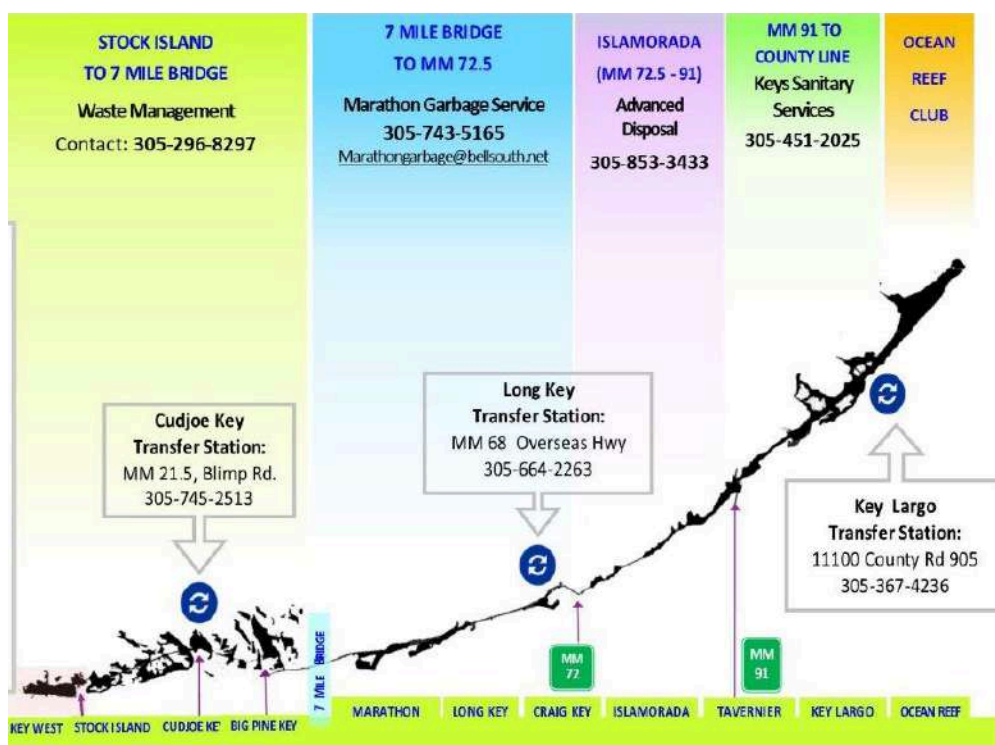 STOCK ISLAND
TO 7 MILE BRIDGE
Waste Management
Contact: 305-296-8297
7 MILE BRIDGE
TO MM 72.5
Marathon Garbage Service
305-743-5165
Marathongarbage@bellsouth.net
ISLAMORADA
(MM 72.5 - 91)
Advanced
Disposal
305-853-3433
MM 91 TO
COUNTY LINE
Keys Sanitary
Services
305-451-2025
OCEAN
REEF
CLUB
Cudjoe Key
Transfer Station:
MM 21.5, Blimp Rd.
305-745-2513
Long Key
Transfer Station:
MM 68 Overseas Hwy
305-664-2263
Key Largo
Transfer Station:
11100 County Rd 905
305-367-4236
7 MILE BRIDGE
MM
72
MM
91
KEY WEST
STOCK ISLAND
CUDJOE KE
BIG PINE KEY
MARATHON
LONG KEY
CRAIG KEY
ISLAMORADA
TAVERNIER
KEY LARGO
OCEAN REEF